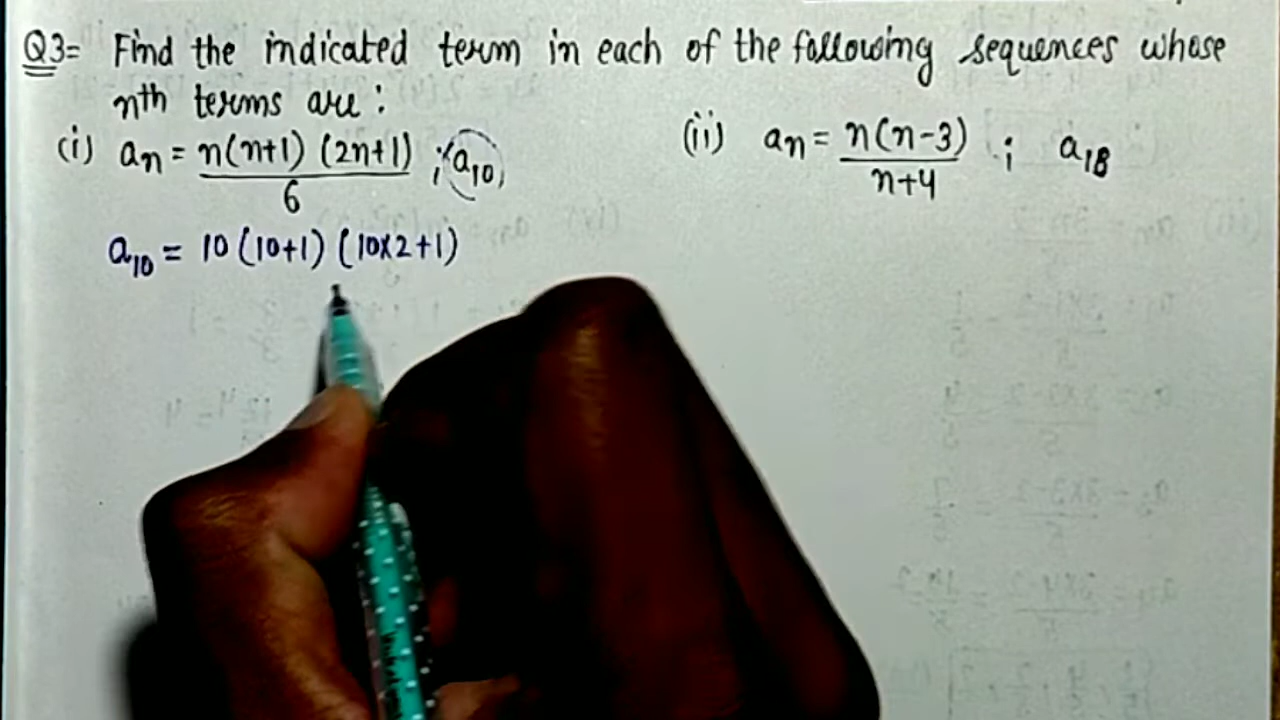 Q3= Find the indicated term in each of the following sequences whose
nth terms are :
(i) an = n(n+1) (2n+1) / 6 ; a10,
(ii) an = n(n-3) / n+4 ; a18
a10 = 10 (10+1) (10×2+1)